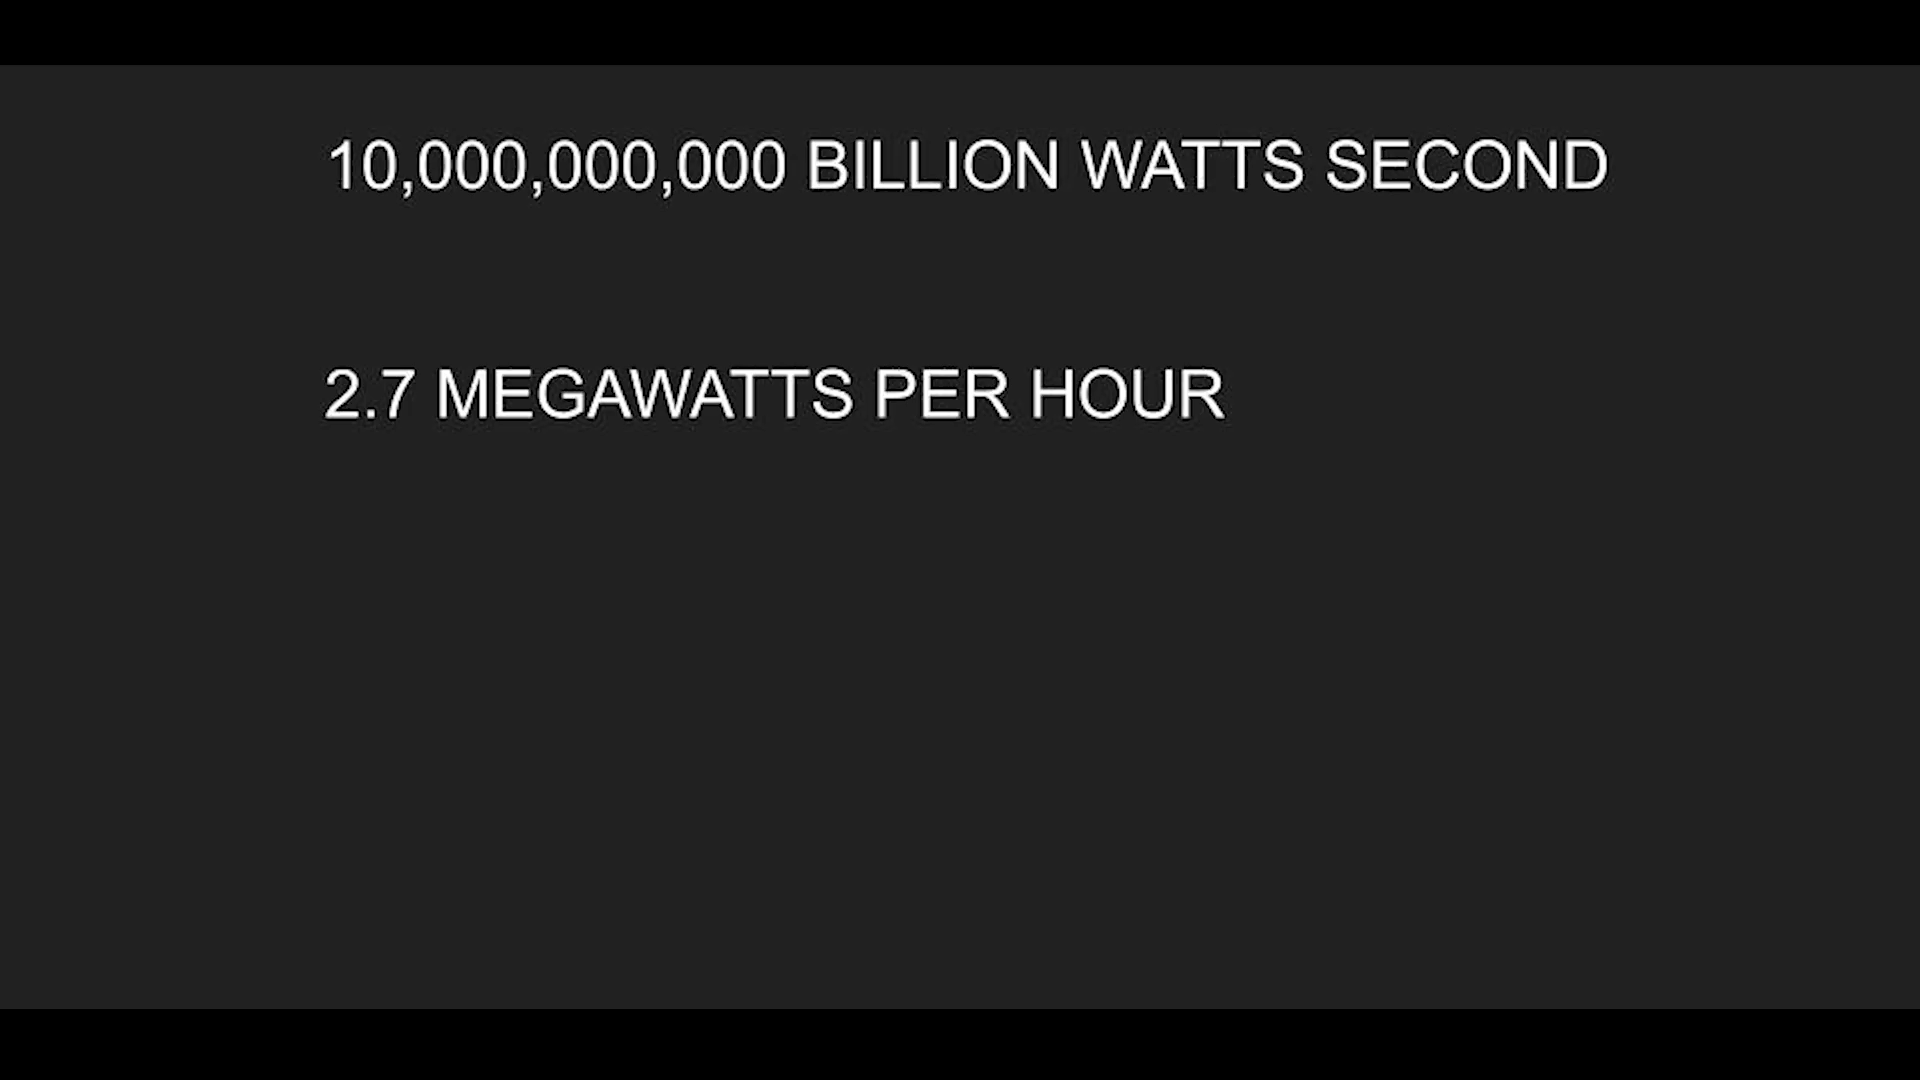 10,000,000,000 BILLION WATTS SECOND
2.7 MEGAWATTS PER HOUR